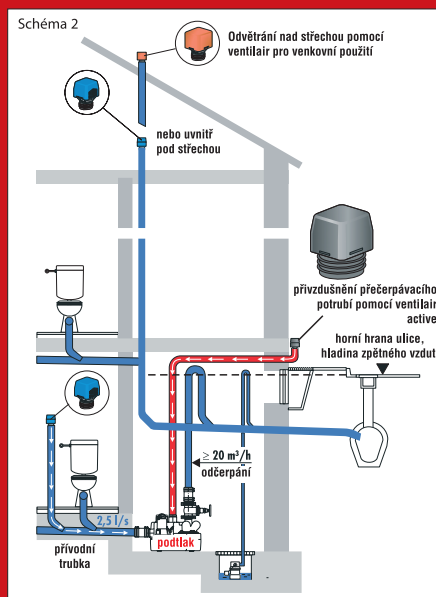 Schéma 2
Odvětrání nad střechou pomocí
ventilair pro venkovní použití
nebo uvnitř
pod střechou
přivzdušnění přečerpávacího
potrubí pomocí ventilair
active
horní hrana ulice,
hladina zpětného vzdutí
≥ 20 m³/h
odčerpání
2,5 l/s
přívodní
trubka
podtlak